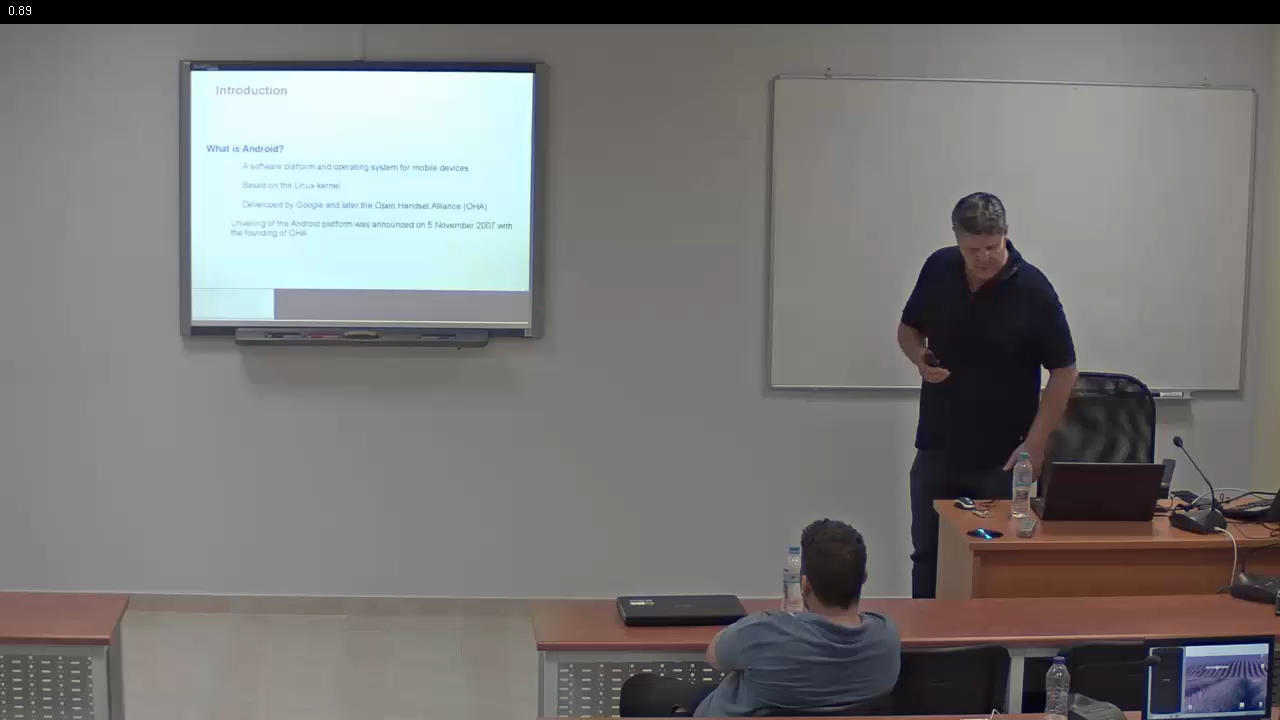 0.89
Introduction
What is Android?
A software platform and operating system for mobile devices
Based on the Linux kernel
Developed by Google and later the Open Handset Alliance (OHA)
Unveiling of the Android platform was announced on 5 November 2007 with
the founding of OHA